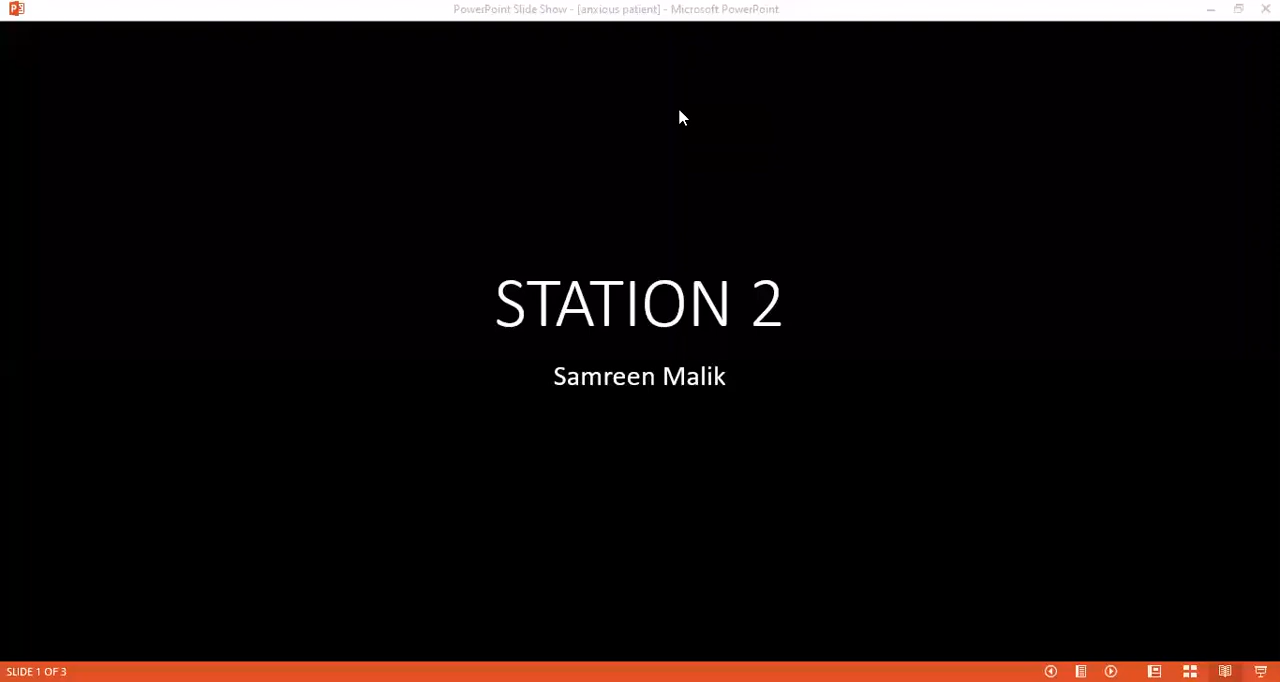 PowerPoint Slide Show - [anxious patient] - Microsoft PowerPoint
STATION 2
Samreen Malik
SLIDE 1 OF 3